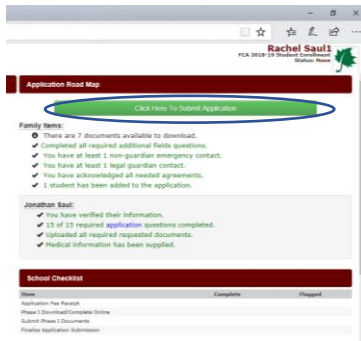 Rachel Saul1
FCA 2018-19 Student Enrollment
Status: None
Application Road Map
Click Here To Submit Application
Family Items:
There are 7 documents available to download.
Completed all required additional fields questions.
You have at least 1 non-guardian emergency contact.
You have at least 1 legal guardian contact.
You have acknowledged all needed agreements.
1 student has been added to the application.
Jonathan Saul:
You have verified their information.
15 of 15 required application questions completed.
Uploaded all required requested documents.
Medical information has been supplied.
School Checklist
Item Complete Flagged
Application Fee Receipt
Phase I Download/Complete Online
Submit Phase I Documents
Finalize Application Submission